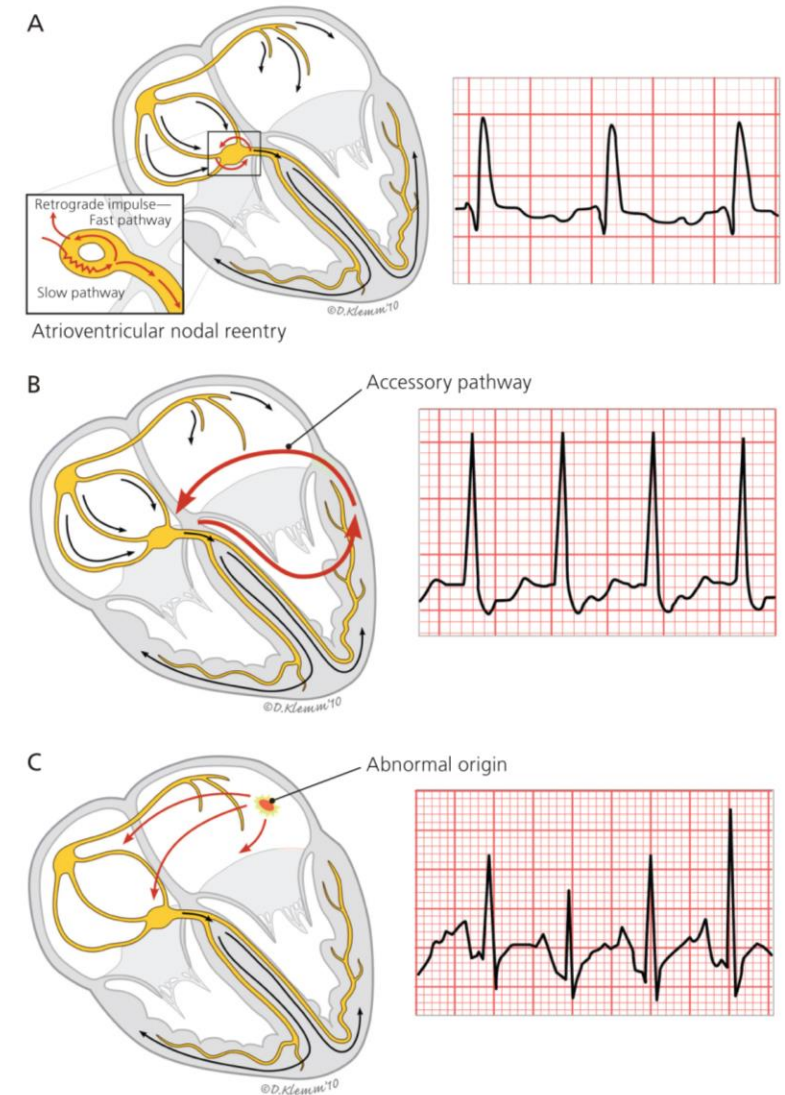 A
Retrograde impulse—
Fast pathway
Slow pathway
©D.Klemm'10
Atrioventricular nodal reentry
B
Accessory pathway
©D.Klemm'10
C
Abnormal origin
©D.Klemm'10